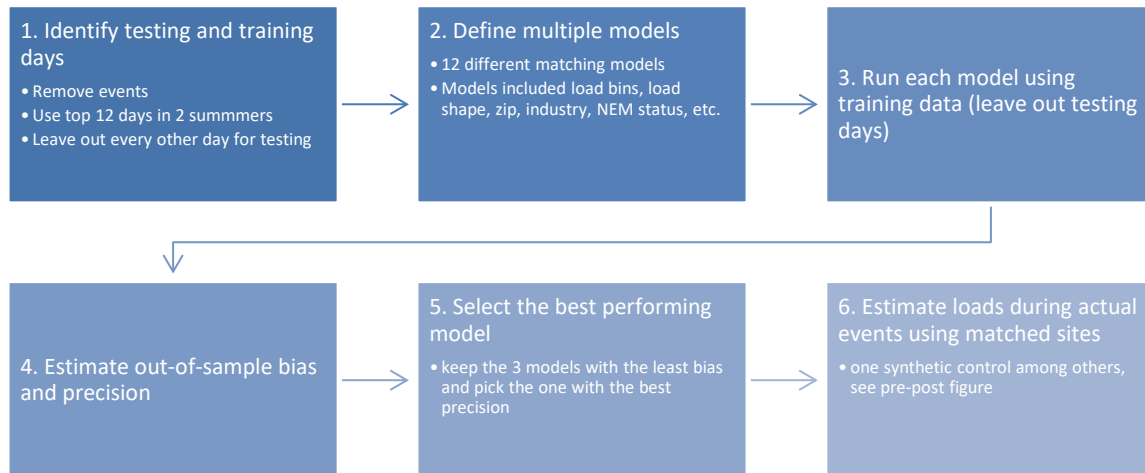 1. Identify testing and training
days
• Remove events
• Use top 12 days in 2 summmers
• Leave out every other day for testing
2. Define multiple models
• 12 different matching models
• Models included load bins, load
shape, zip, industry, NEM status, etc.
3. Run each model using
training data (leave out testing
days)
4. Estimate out-of-sample bias
and precision
5. Select the best performing
model
• keep the 3 models with the least bias
and pick the one with the best
precision
6. Estimate loads during actual
events using matched sites
• one synthetic control among others,
see pre-post figure